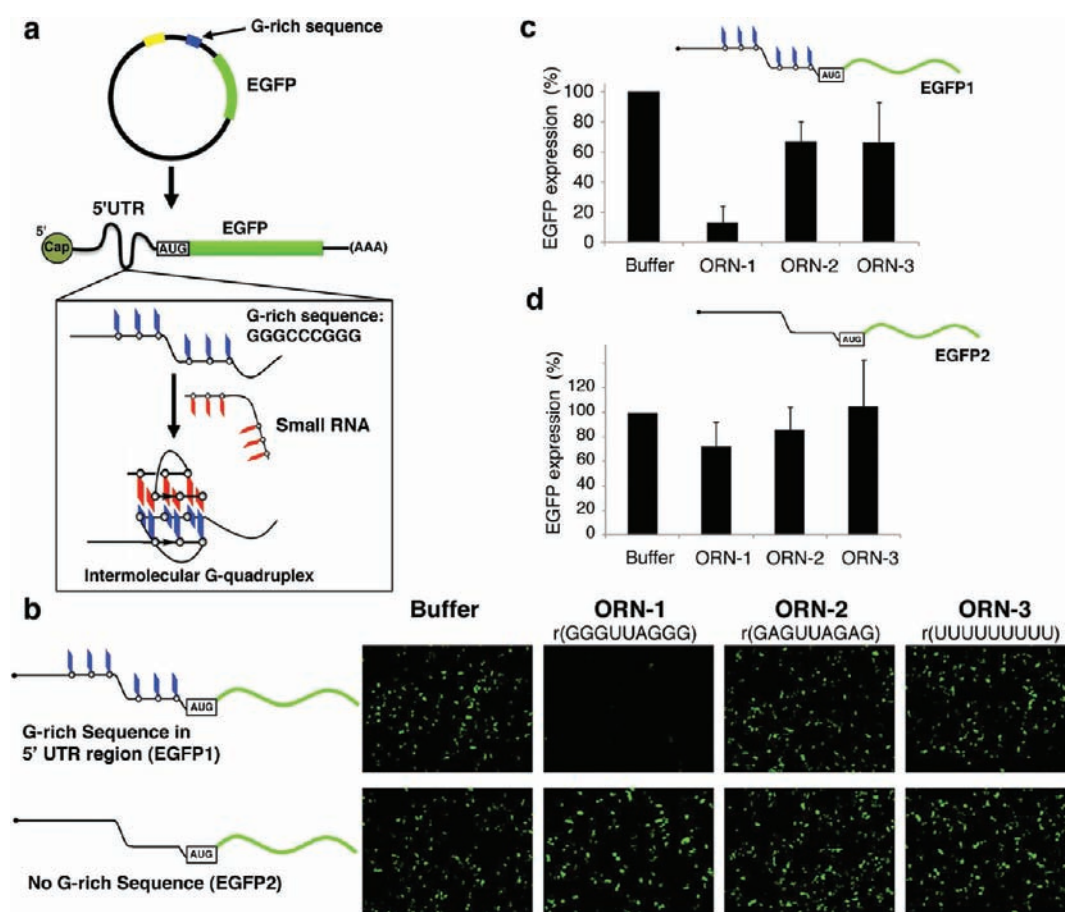 a
G-rich sequence
EGFP
5'UTR
EGFP
5'
Cap
AUG
(AAA)
G-rich sequence:
GGGCCCGGG
Small RNA
Intermolecular G-quadruplex
c
AUG
EGFP1
EGFP expression (%)
100
80
60
40
20
0
Buffer ORN-1 ORN-2 ORN-3
d
AUG
EGFP2
EGFP expression (%)
120
100
80
60
40
20
0
Buffer ORN-1 ORN-2 ORN-3
b
Buffer ORN-1 ORN-2 ORN-3
r(GGGUUAGGG) r(GAGUUAGAG) r(UUUUUUUUU)
AUG
G-rich Sequence in
5' UTR region (EGFP1)
AUG
No G-rich Sequence (EGFP2)